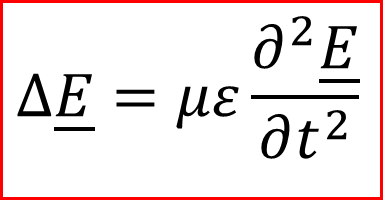 ΔE = με ∂²E / ∂t²